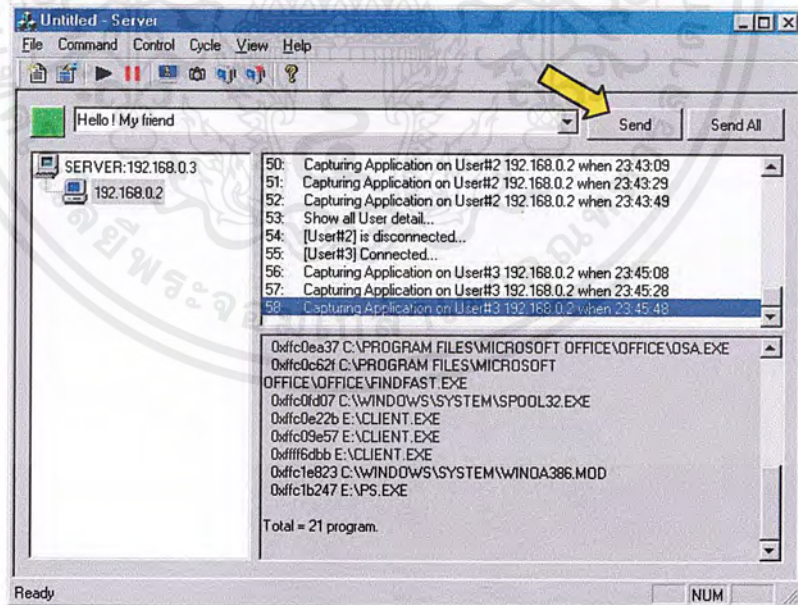 Untitled - Server
File Command Control Cycle View Help
Hello ! My friend
Send
Send All
SERVER:192.168.0.3
192.168.0.2
50: Capturing Application on User#2 192.168.0.2 when 23:43:09
51: Capturing Application on User#2 192.168.0.2 when 23:43:29
52: Capturing Application on User#2 192.168.0.2 when 23:43:49
53: Show all User detail...
54: [User#2] is disconnected...
55: [User#3] Connected...
56: Capturing Application on User#3 192.168.0.2 when 23:45:08
57: Capturing Application on User#3 192.168.0.2 when 23:45:28
58: Capturing Application on User#3 192.168.0.2 when 23:45:48
0xffc0ea37 C:\PROGRAM FILES\MICROSOFT OFFICE\OFFICE\OSA.EXE
0xffc0c62f C:\PROGRAM FILES\MICROSOFT
OFFICE\OFFICE\FINDFAST.EXE
0xffc0fd07 C:\WINDOWS\SYSTEM\SPOOL32.EXE
0xffc0e22b E:\CLIENT.EXE
0xffc09e57 E:\CLIENT.EXE
0xffff6dbb E:\CLIENT.EXE
0xffc1e823 C:\WINDOWS\SYSTEM\WINOA386.MOD
0xffc1b247 E:\PS.EXE
Total = 21 program.
Ready
NUM